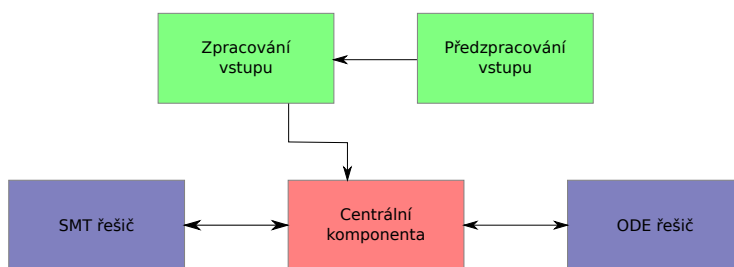 Zpracování
vstupu
Předzpracování
vstupu
SMT řešič
Centrální
komponenta
ODE řešič